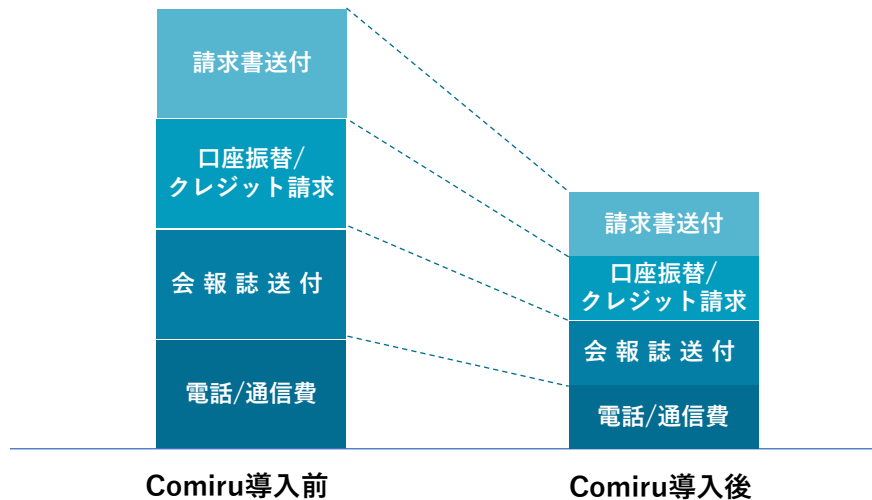 請求書送付
口座振替/
クレジット請求
会報誌送付
電話/通信費
Comiru導入前
請求書送付
口座振替/
クレジット請求
会報誌送付
電話/通信費
Comiru導入後